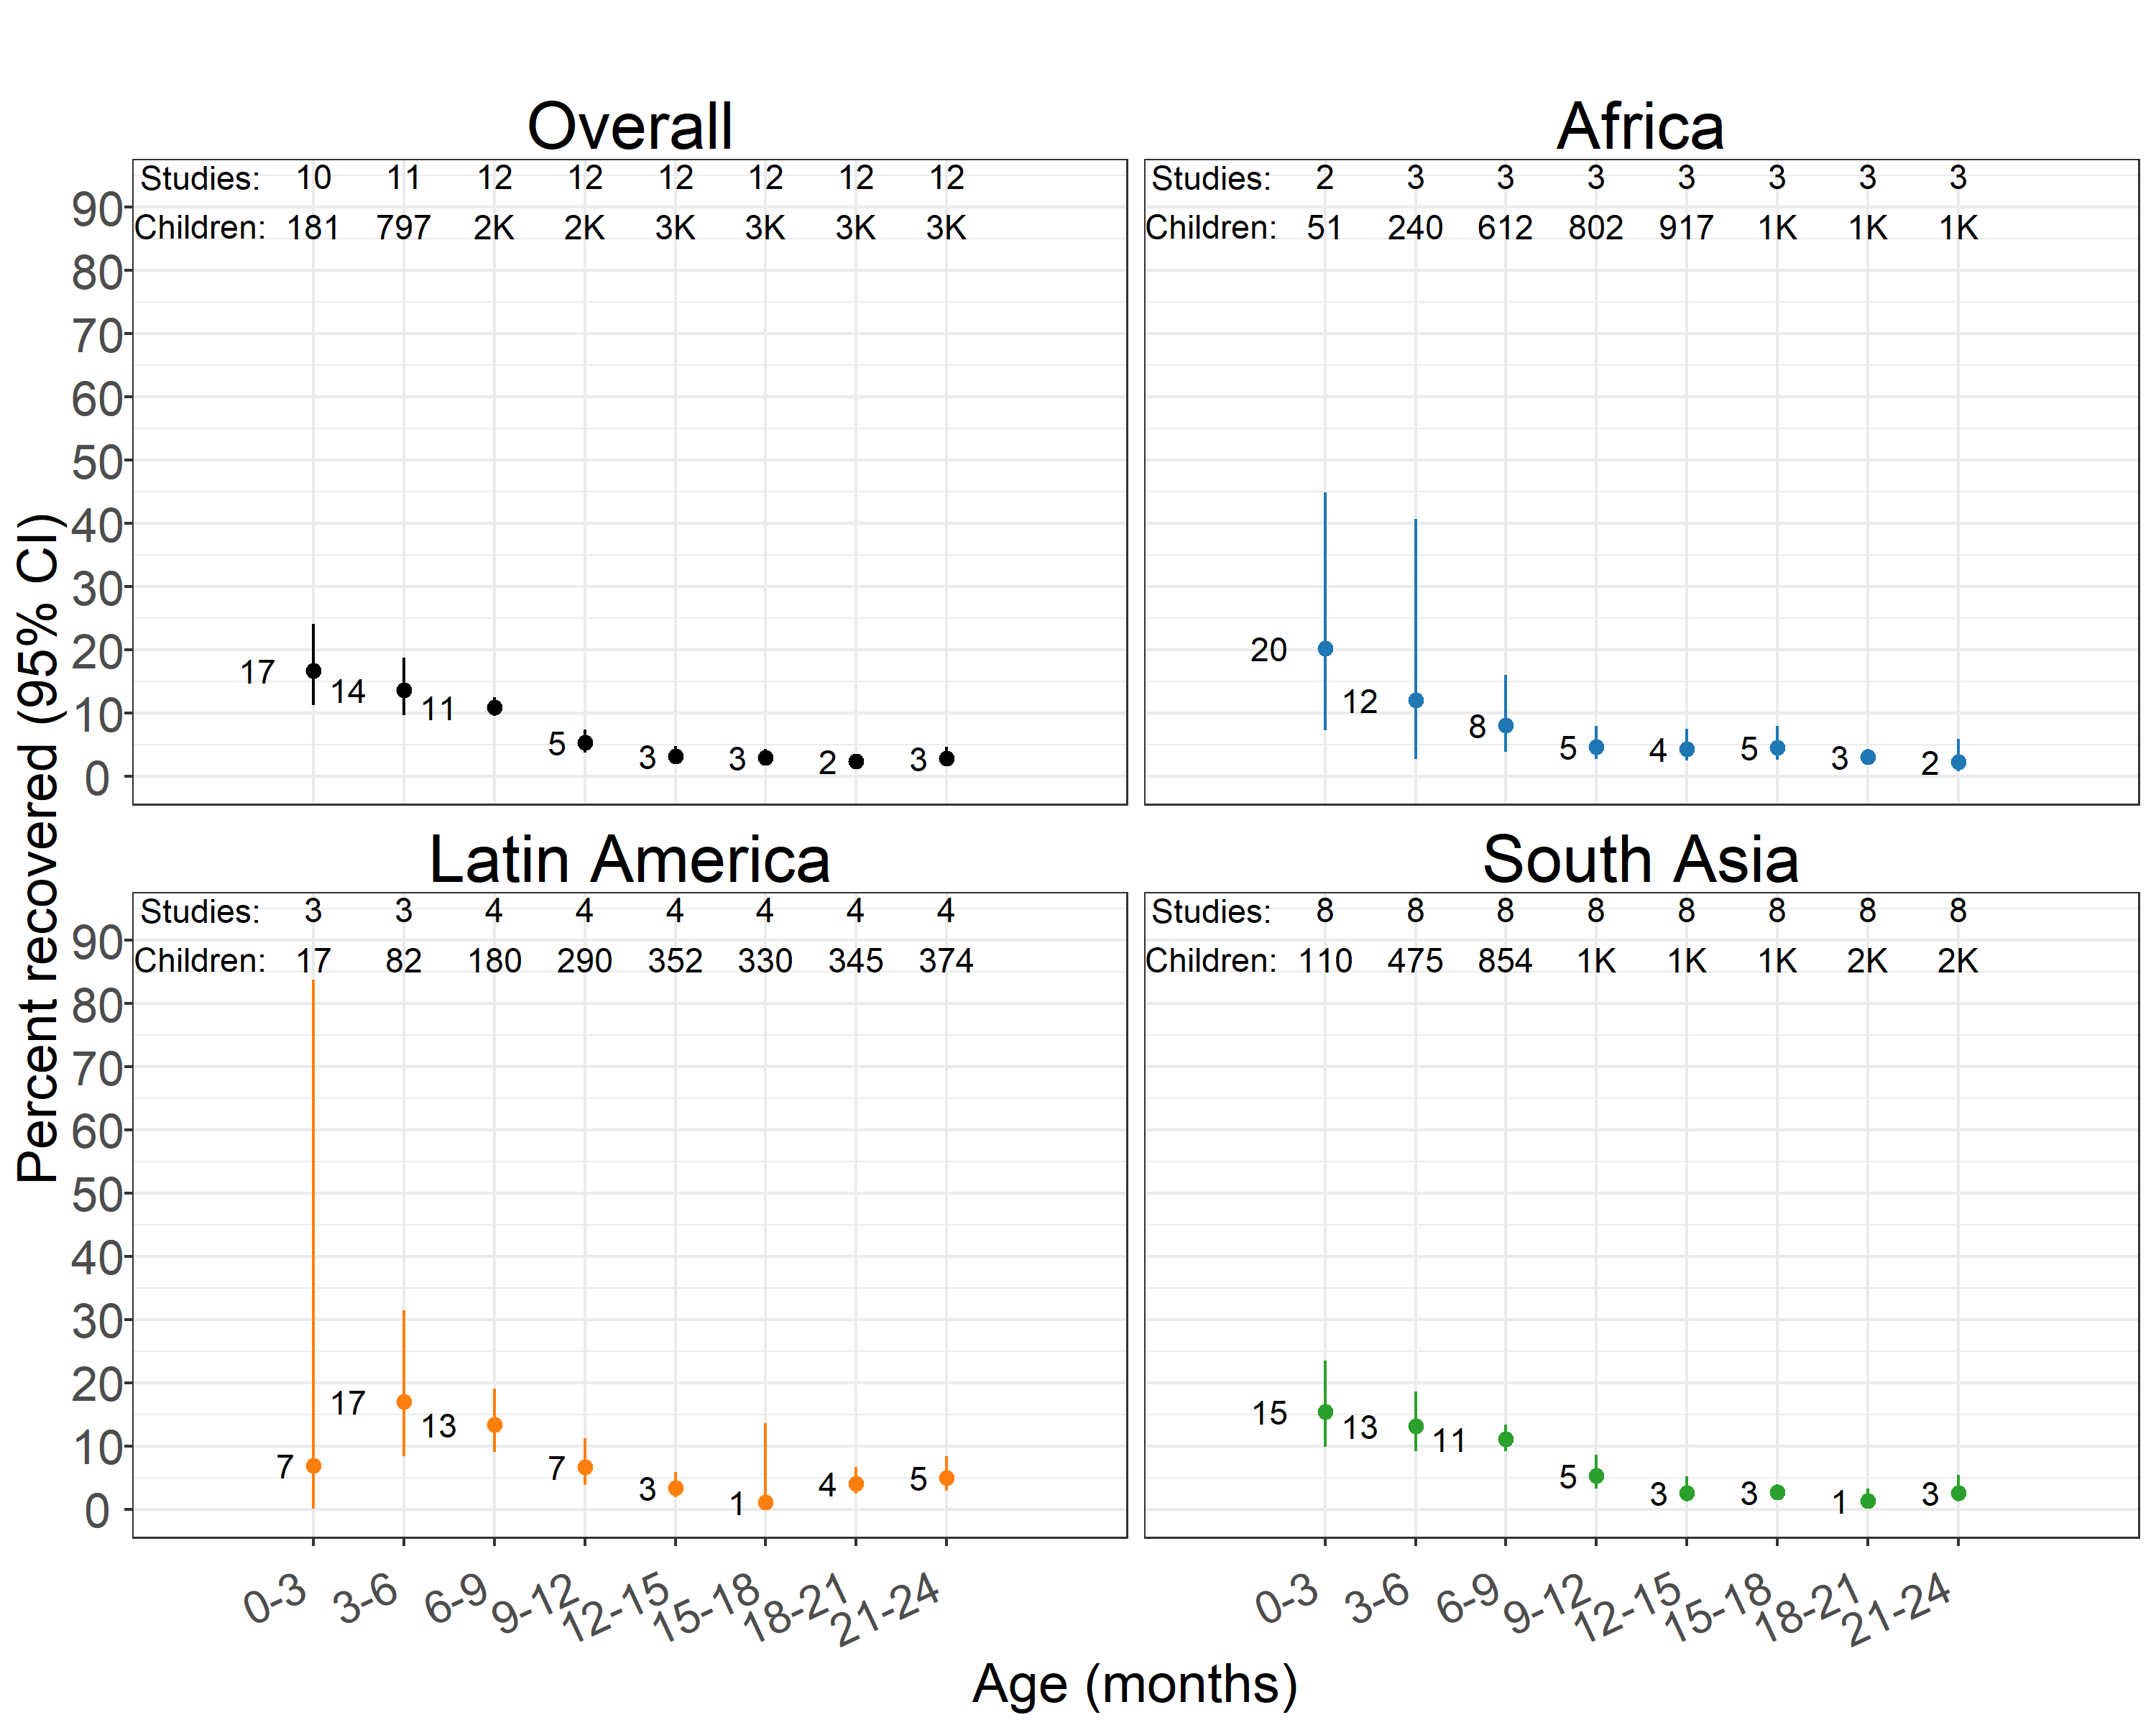 Overall
Studies: 10 11 12 12 12 12 12 12
Children: 181 797 2K 2K 3K 3K 3K 3K
90
80
70
60
50
40
30
20
10
0
17 14 11 5 3 3 2 3
Africa
Studies: 2 3 3 3 3 3 3 3
Children: 51 240 612 802 917 1K 1K 1K
20 12 8 5 4 5 3 2
Percent recovered (95% CI)
Latin America
Studies: 3 3 4 4 4 4 4 4
Children: 17 82 180 290 352 330 345 374
90
80
70
60
50
40
30
20
10
0
7 17 13 7 3 1 4 5
0-3 3-6 6-9 9-12 12-15 15-18 18-21 21-24
South Asia
Studies: 8 8 8 8 8 8 8 8
Children: 110 475 854 1K 1K 1K 2K 2K
15 13 11 5 3 3 1 3
0-3 3-6 6-9 9-12 12-15 15-18 18-21 21-24
Age (months)